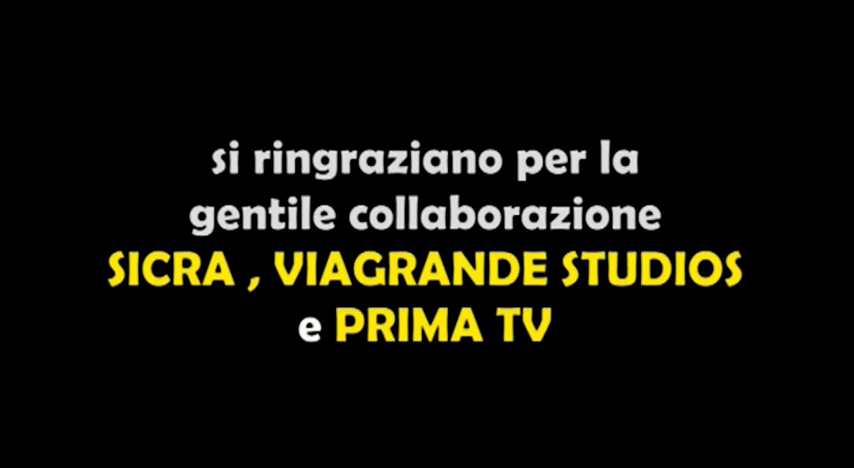 si ringraziano per la
gentile collaborazione
SICRA , VIAGRANDE STUDIOS
e PRIMA TV